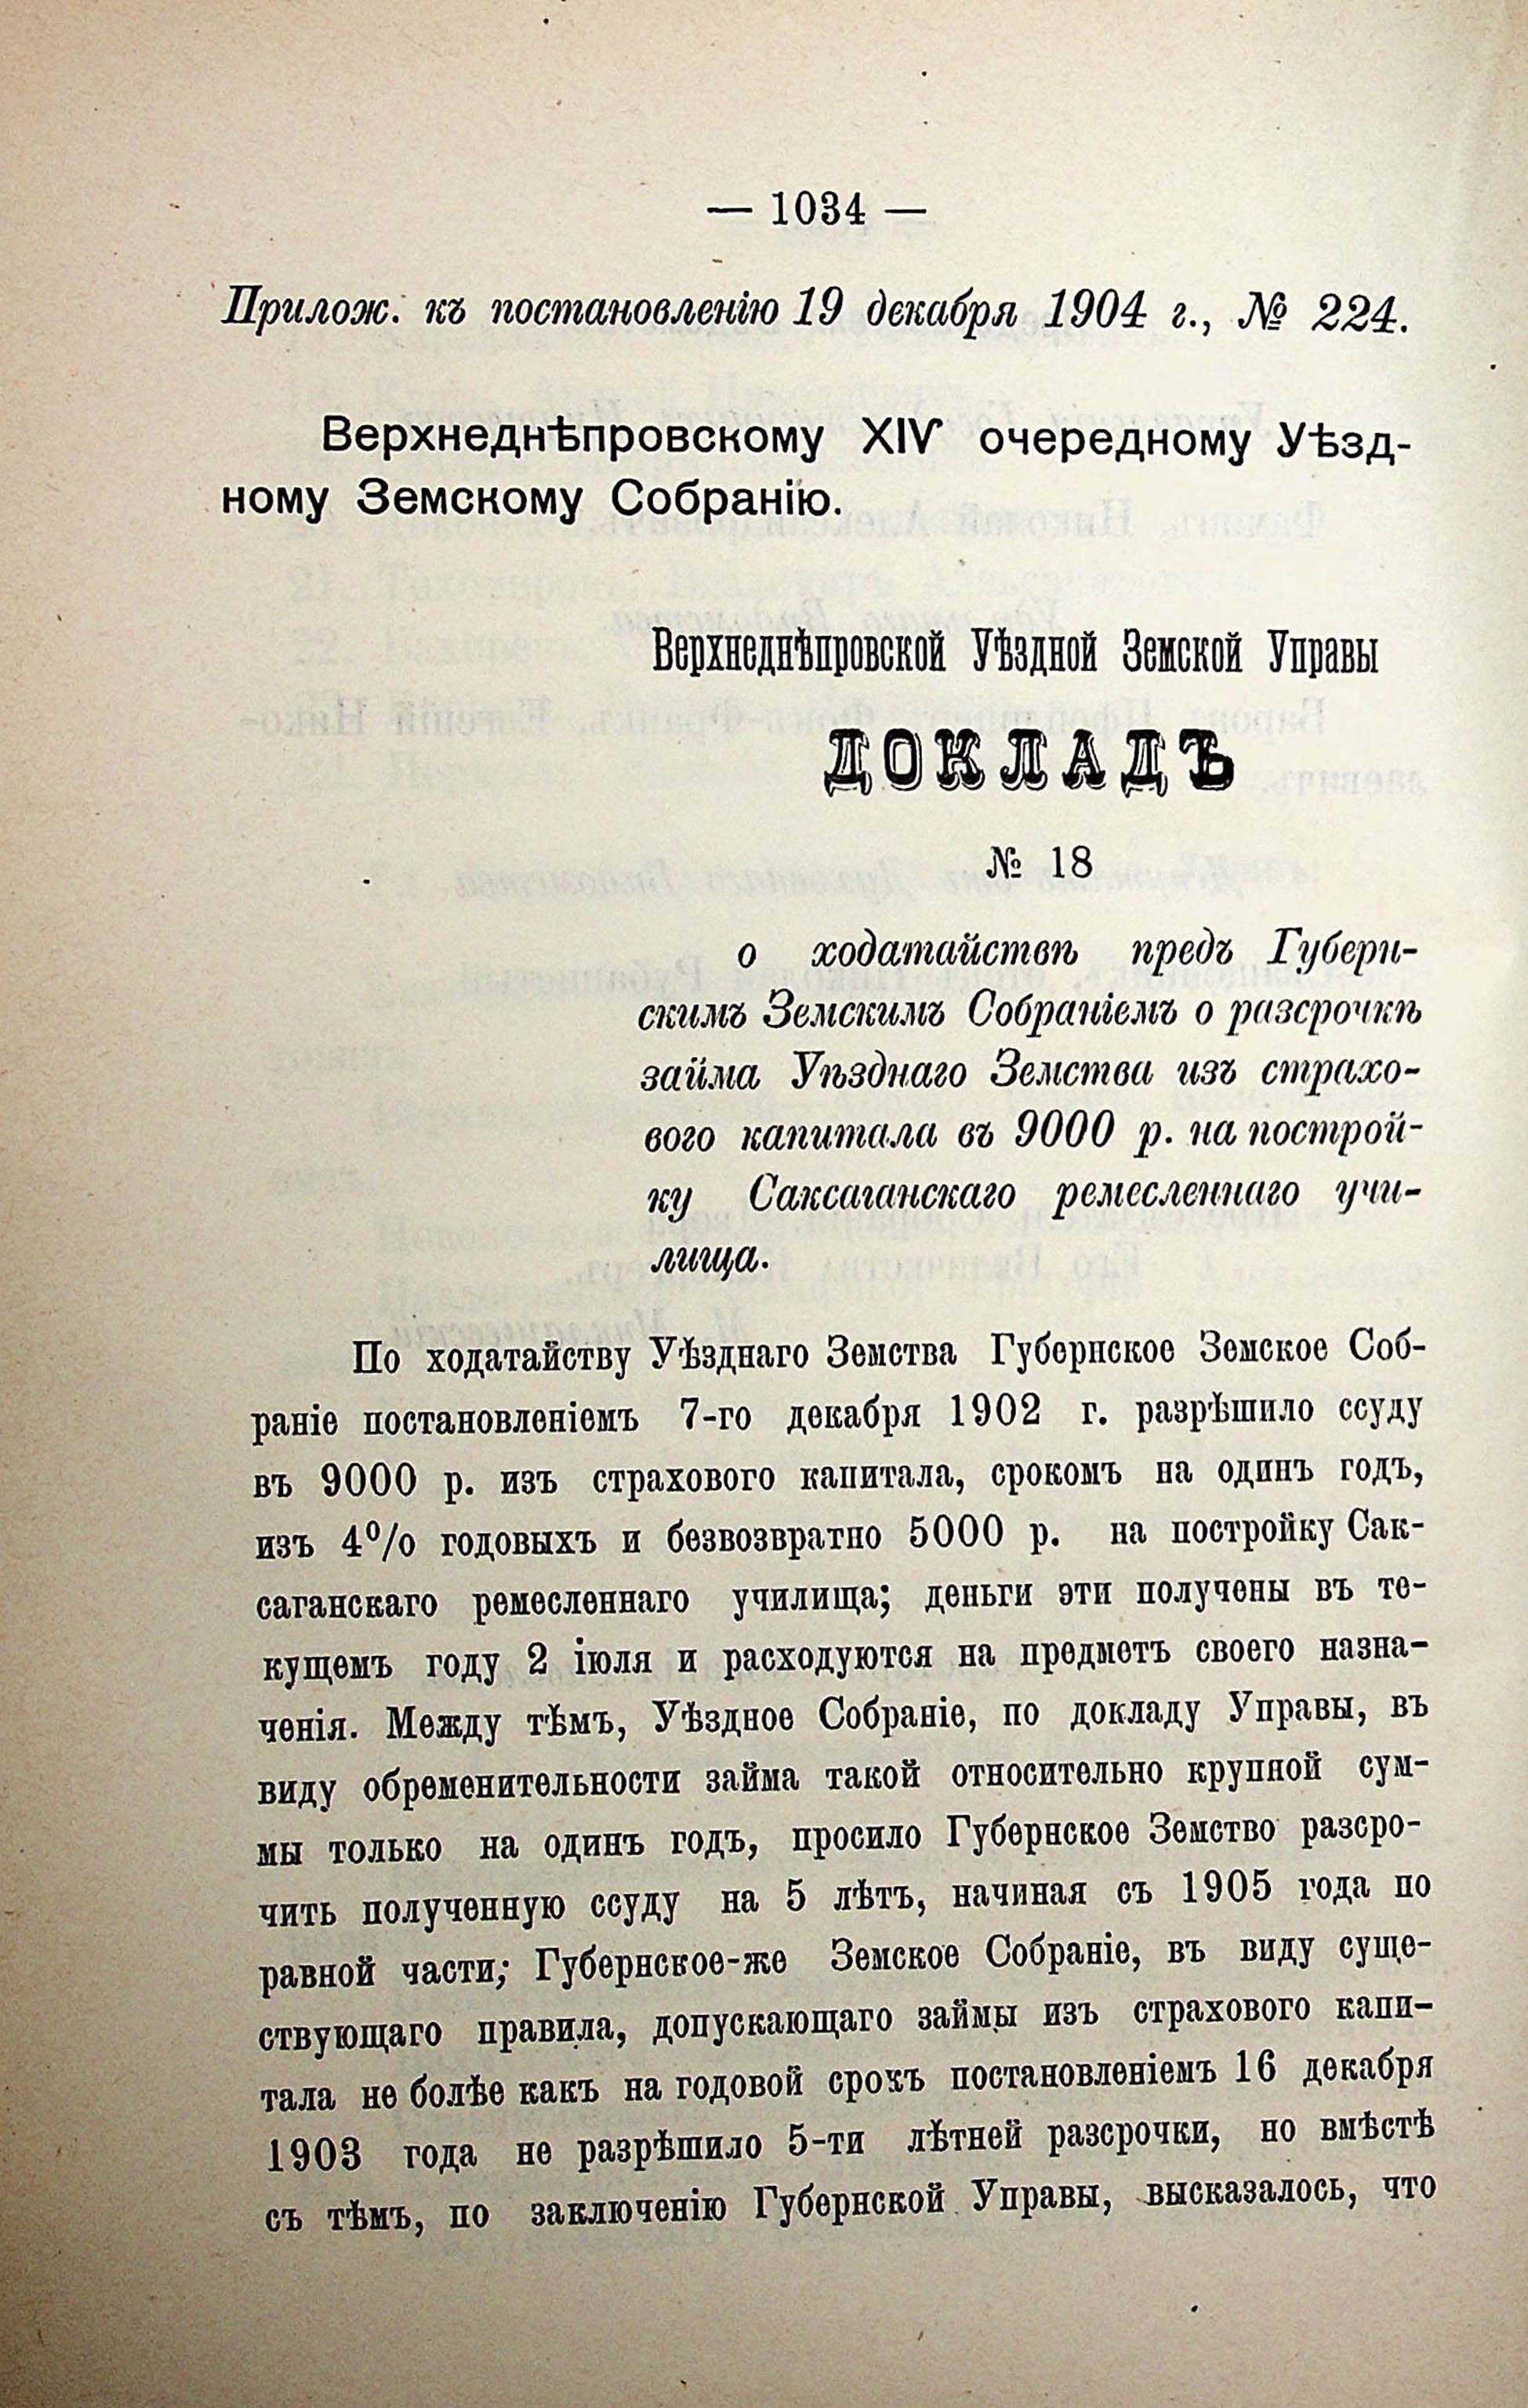 — 1034 —
Прилож. къ постановленію 19 декабря 1904 г., № 224.
Верхнеднѣпровскому XIV очередному Уѣзд-
ному Земскому Собранію.
Верхнеднѣпровской Уѣздной Земской Управы
ДОКЛАДЪ
№ 18
о ходатайствѣ предъ Губерн-
скимъ Земскимъ Собраніемъ о разсрочкѣ
займа Уѣзднаго Земства изъ страхо-
вого капитала въ 9000 р. на построй-
ку Саксаганскаго ремесленнаго учи-
лища.
По ходатайству Уѣзднаго Земства Губернское Земское Соб-
раніе постановленіемъ 7-го декабря 1902 г. разрѣшило ссуду
въ 9000 р. изъ страхового капитала, срокомъ на одинъ годъ,
изъ 4% годовыхъ и безвозвратно 5000 р. на постройку Сак-
саганскаго ремесленнаго училища; деньги эти получены въ те-
кущемъ году 2 іюля и расходуются на предметъ своего назна-
ченія. Между тѣмъ, Уѣздное Собраніе, по докладу Управы, въ
виду обременительности займа такой относительно крупной сум-
мы только на одинъ годъ, просило Губернское Земство разсро-
чить полученную ссуду на 5 лѣтъ, начиная съ 1905 года по
равной части; Губернское-же Земское Собраніе, въ виду суще-
ствующаго правила, допускающаго займы изъ страхового капи-
тала не болѣе какъ на годовой срокъ постановленіемъ 16 декабря
1903 года не разрѣшило 5-ти лѣтней разсрочки, но вмѣстѣ
съ тѣмъ, по заключенію Губернской Управы, высказалось, что